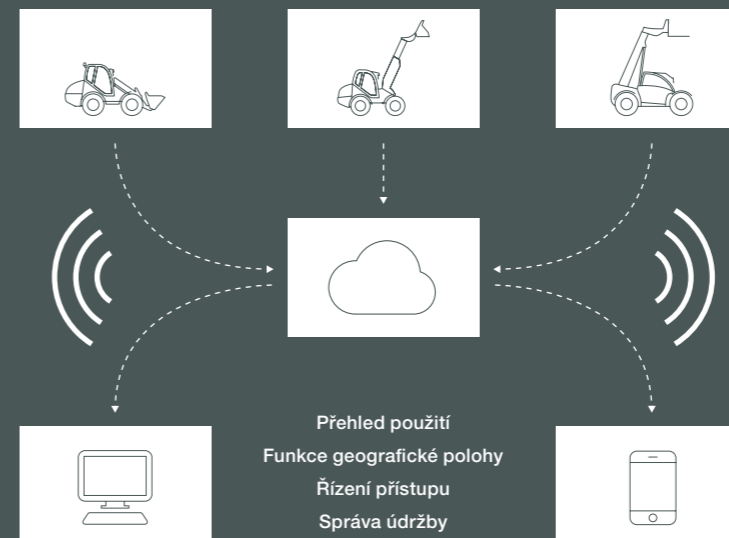 Přehled použití
Funkce geografické polohy
Řízení přístupu
Správa údržby